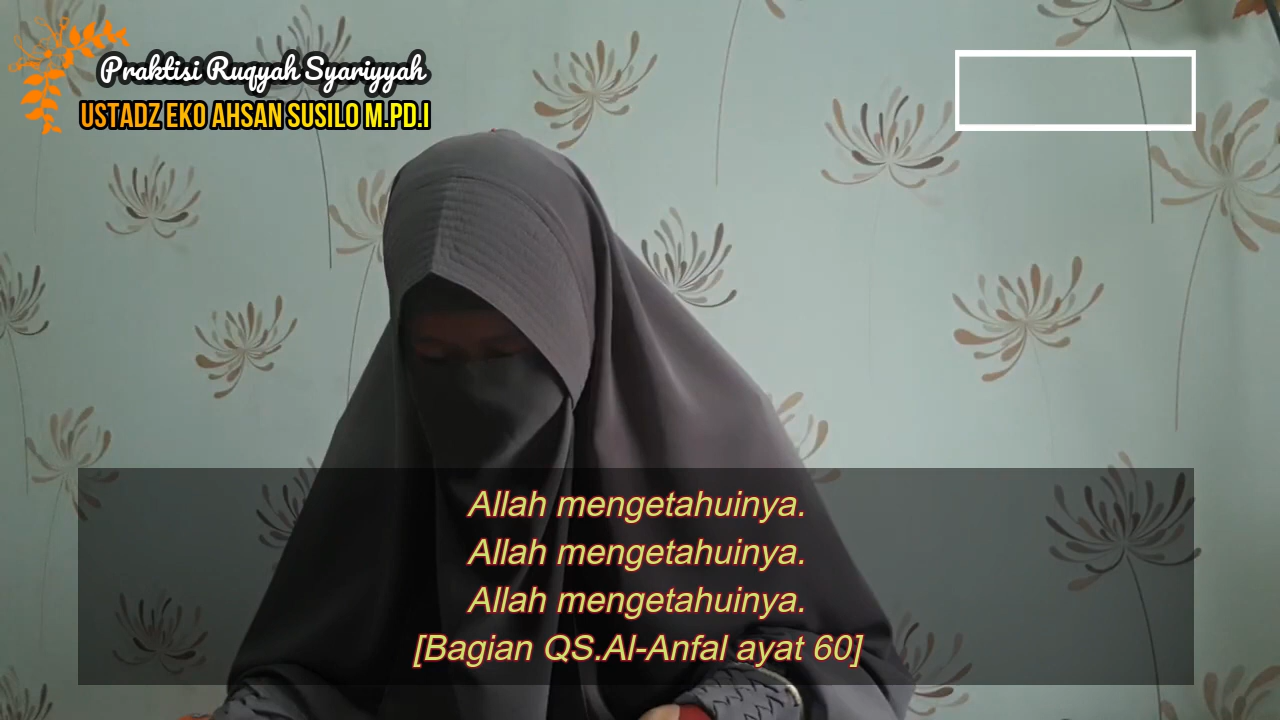 Praktisi Ruqyah Syariyyah
USTADZ EKO AHSAN SUSILO M.PD.I
Allah mengetahuinya.
Allah mengetahuinya.
Allah mengetahuinya.
[Bagian QS.Al-Anfal ayat 60]